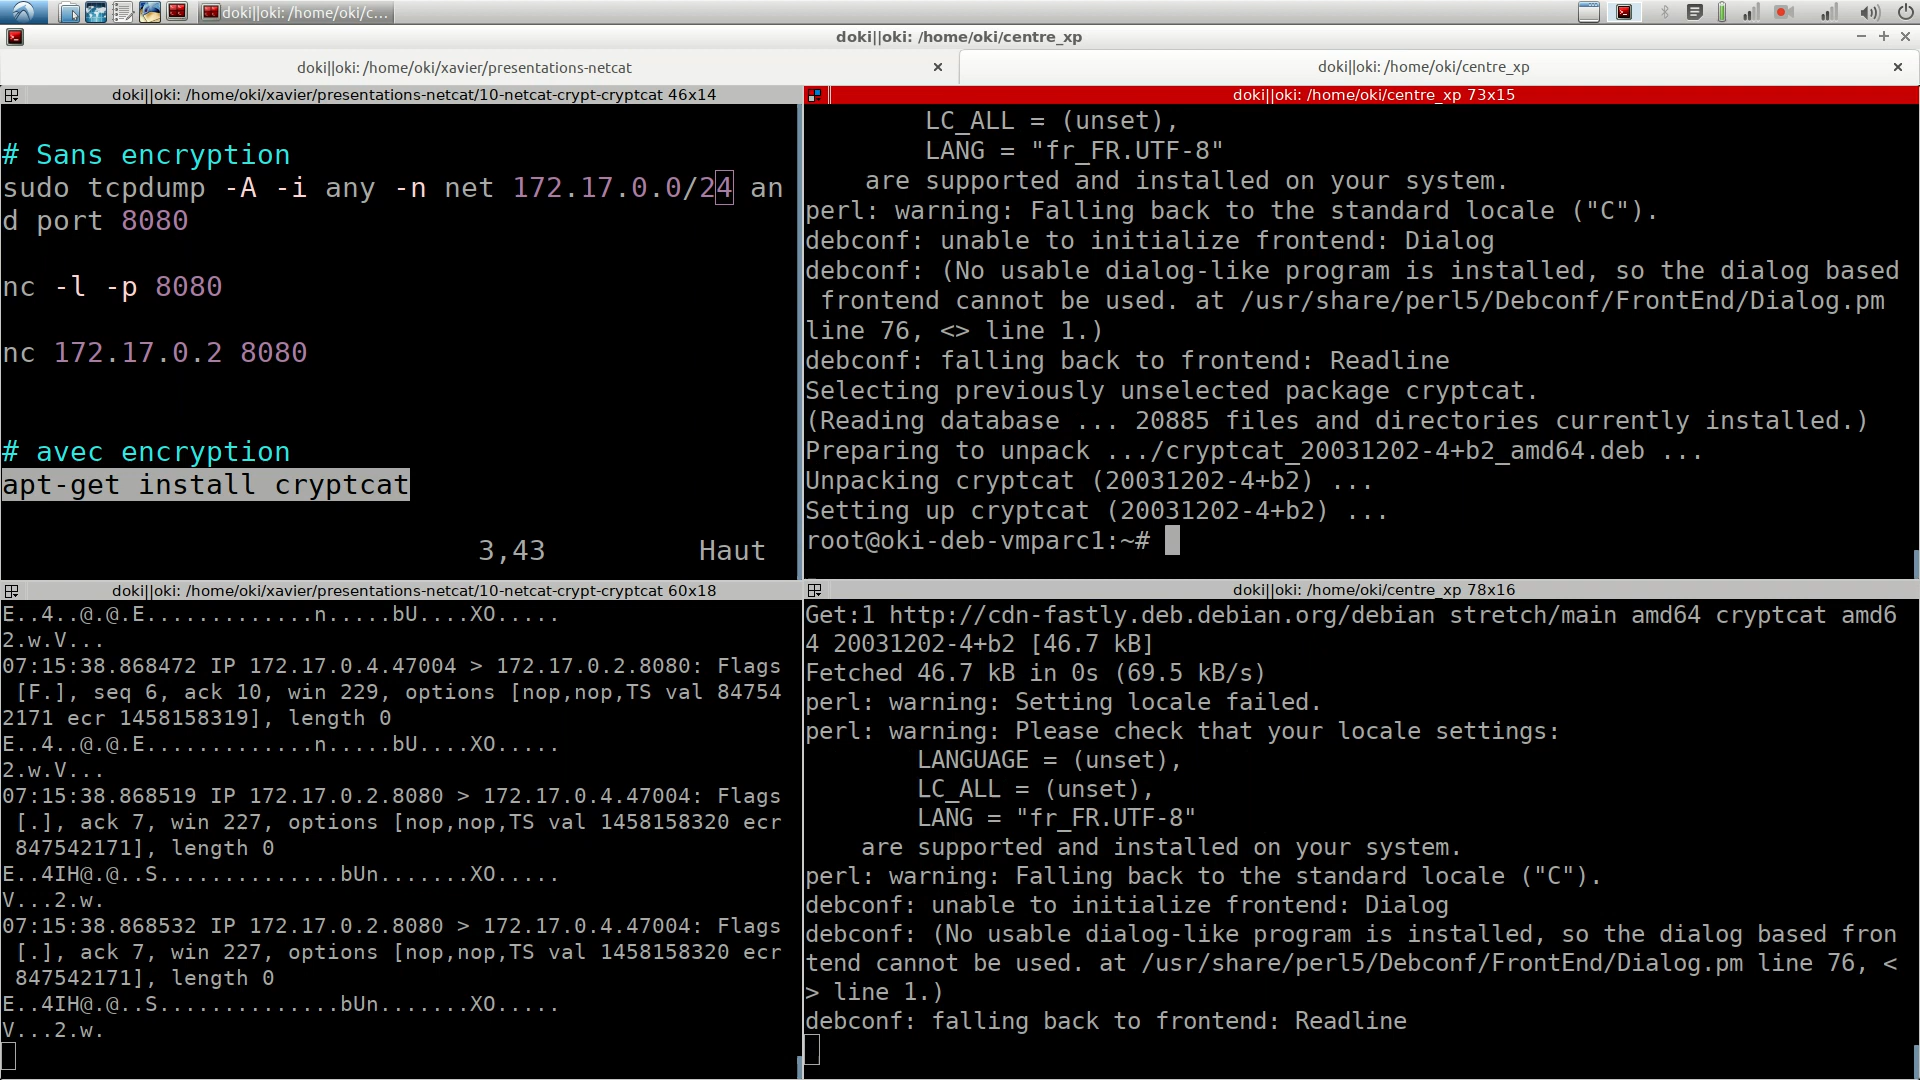 doki||oki: /home/oki/c...
doki||oki: /home/oki/centre_xp
doki||oki: /home/oki/xavier/presentations-netcat
doki||oki: /home/oki/centre_xp
doki||oki: /home/oki/xavier/presentations-netcat/10-netcat-crypt-cryptcat 46x14
# Sans encryption
sudo tcpdump -A -i any -n net 172.17.0.0/24 an
d port 8080
nc -l -p 8080
nc 172.17.0.2 8080
# avec encryption
apt-get install cryptcat
3,43 Haut
doki||oki: /home/oki/centre_xp 73x15
LC_ALL = (unset),
LANG = "fr_FR.UTF-8"
are supported and installed on your system.
perl: warning: Falling back to the standard locale ("C").
debconf: unable to initialize frontend: Dialog
debconf: (No usable dialog-like program is installed, so the dialog based
frontend cannot be used. at /usr/share/perl5/Debconf/FrontEnd/Dialog.pm
line 76, <> line 1.)
debconf: falling back to frontend: Readline
Selecting previously unselected package cryptcat.
(Reading database ... 20885 files and directories currently installed.)
Preparing to unpack .../cryptcat_20031202-4+b2_amd64.deb ...
Unpacking cryptcat (20031202-4+b2) ...
Setting up cryptcat (20031202-4+b2) ...
root@oki-deb-vmparc1:~#
doki||oki: /home/oki/xavier/presentations-netcat/10-netcat-crypt-cryptcat 60x18
E..4..@.@.E.............n.....bU....XO.....
2.w.V...
07:15:38.868472 IP 172.17.0.4.47004 > 172.17.0.2.8080: Flags
[F.], seq 6, ack 10, win 229, options [nop,nop,TS val 84754
2171 ecr 1458158319], length 0
E..4..@.@.E.............n.....bU....XO.....
2.w.V...
07:15:38.868519 IP 172.17.0.2.8080 > 172.17.0.4.47004: Flags
[.], ack 7, win 227, options [nop,nop,TS val 1458158320 ecr
847542171], length 0
E..4IH@.@..S..............bUn.......XO.....
V...2.w.
07:15:38.868532 IP 172.17.0.2.8080 > 172.17.0.4.47004: Flags
[.], ack 7, win 227, options [nop,nop,TS val 1458158320 ecr
847542171], length 0
E..4IH@.@..S..............bUn.......XO.....
V...2.w.
doki||oki: /home/oki/centre_xp 78x16
Get:1 http://cdn-fastly.deb.debian.org/debian stretch/main amd64 cryptcat amd6
4 20031202-4+b2 [46.7 kB]
Fetched 46.7 kB in 0s (69.5 kB/s)
perl: warning: Setting locale failed.
perl: warning: Please check that your locale settings:
LANGUAGE = (unset),
LC_ALL = (unset),
LANG = "fr_FR.UTF-8"
are supported and installed on your system.
perl: warning: Falling back to the standard locale ("C").
debconf: unable to initialize frontend: Dialog
debconf: (No usable dialog-like program is installed, so the dialog based fron
tend cannot be used. at /usr/share/perl5/Debconf/FrontEnd/Dialog.pm line 76, <
> line 1.)
debconf: falling back to frontend: Readline